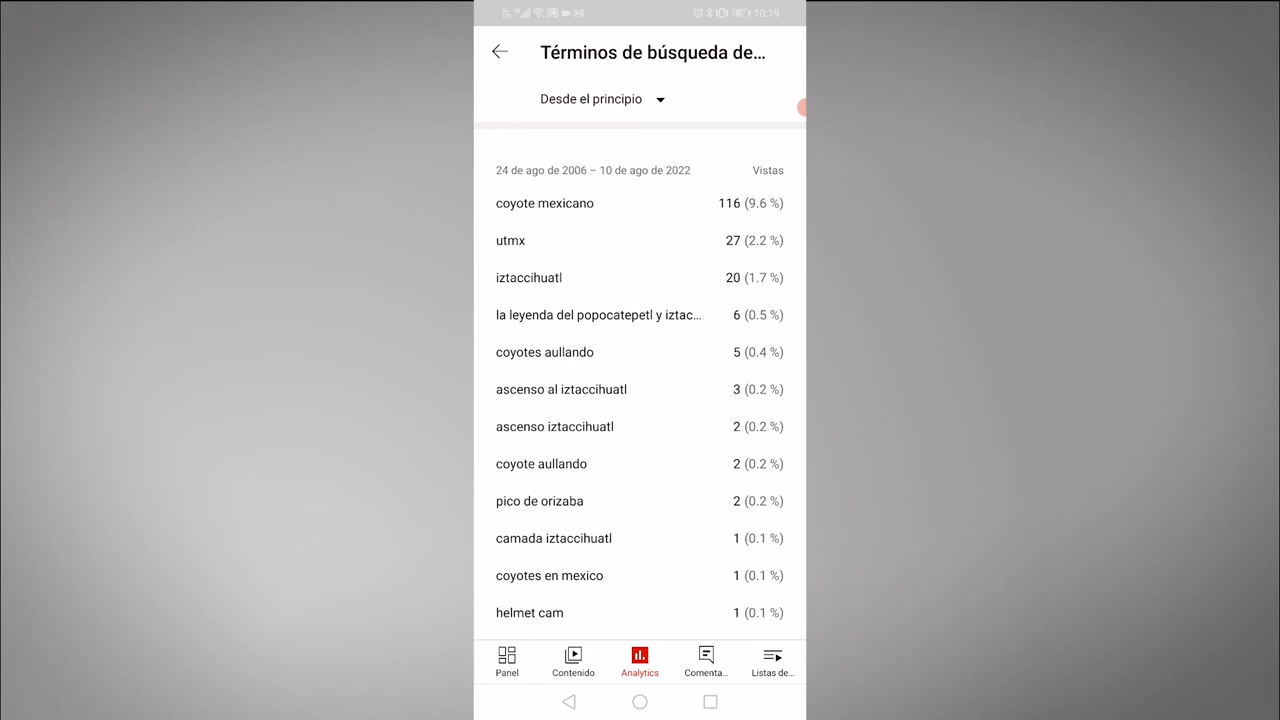 10:19
Términos de búsqueda de...
Desde el principio
24 de ago de 2006 – 10 de ago de 2022 Vistas
coyote mexicano 116 (9.6 %)
utmx 27 (2.2 %)
iztaccihuatl 20 (1.7 %)
la leyenda del popocatepetl y iztac... 6 (0.5 %)
coyotes aullando 5 (0.4 %)
ascenso al iztaccihuatl 3 (0.2 %)
ascenso iztaccihuatl 2 (0.2 %)
coyote aullando 2 (0.2 %)
pico de orizaba 2 (0.2 %)
camada iztaccihuatl 1 (0.1 %)
coyotes en mexico 1 (0.1 %)
helmet cam 1 (0.1 %)
Panel Contenido Analytics Comenta... Listas de...